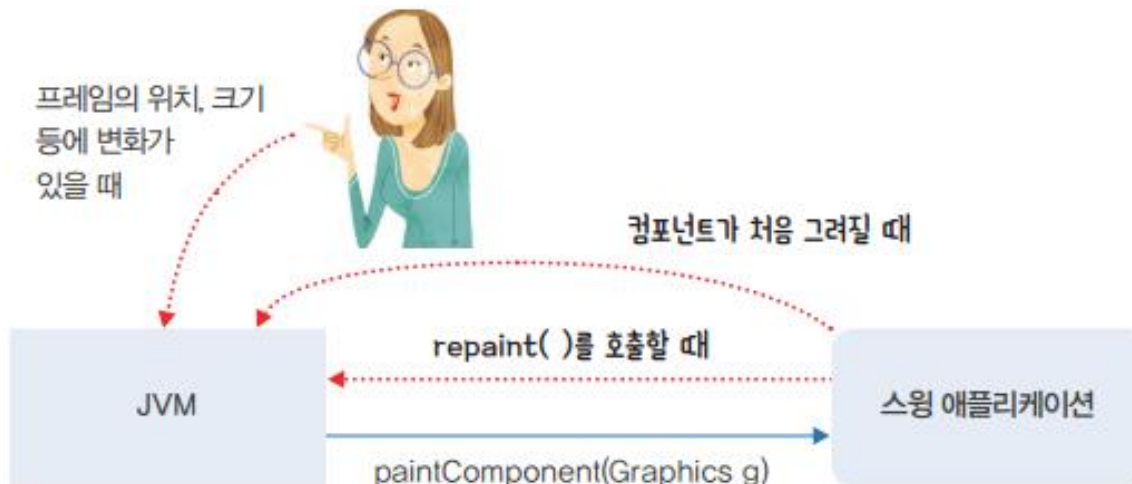 프레임의 위치, 크기
등에 변화가
있을 때
컴포넌트가 처음 그려질 때
repaint( )를 호출할 때
JVM
스윙 애플리케이션
paintComponent(Graphics g)